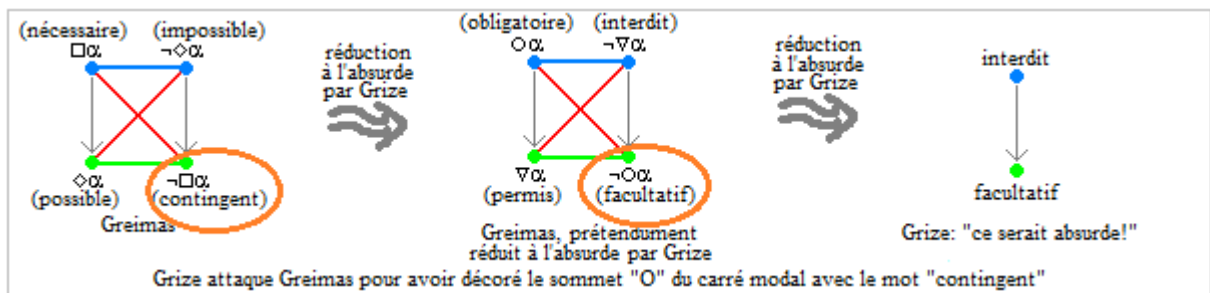 (nécessaire) (impossible)
□α ¬◇α
réduction
à l'absurde
par Grize
◇α ¬□α
(possible) (contingent)
Greimas
(obligatoire) (interdit)
○α ¬∇α
∇α ¬○α
(permis) (facultatif)
Greimas, prétendument
réduit à l'absurde par Grize
réduction
à l'absurde
par Grize
interdit
facultatif
Grize: "ce serait absurde!"
Grize attaque Greimas pour avoir décoré le sommet "O" du carré modal avec le mot "contingent"